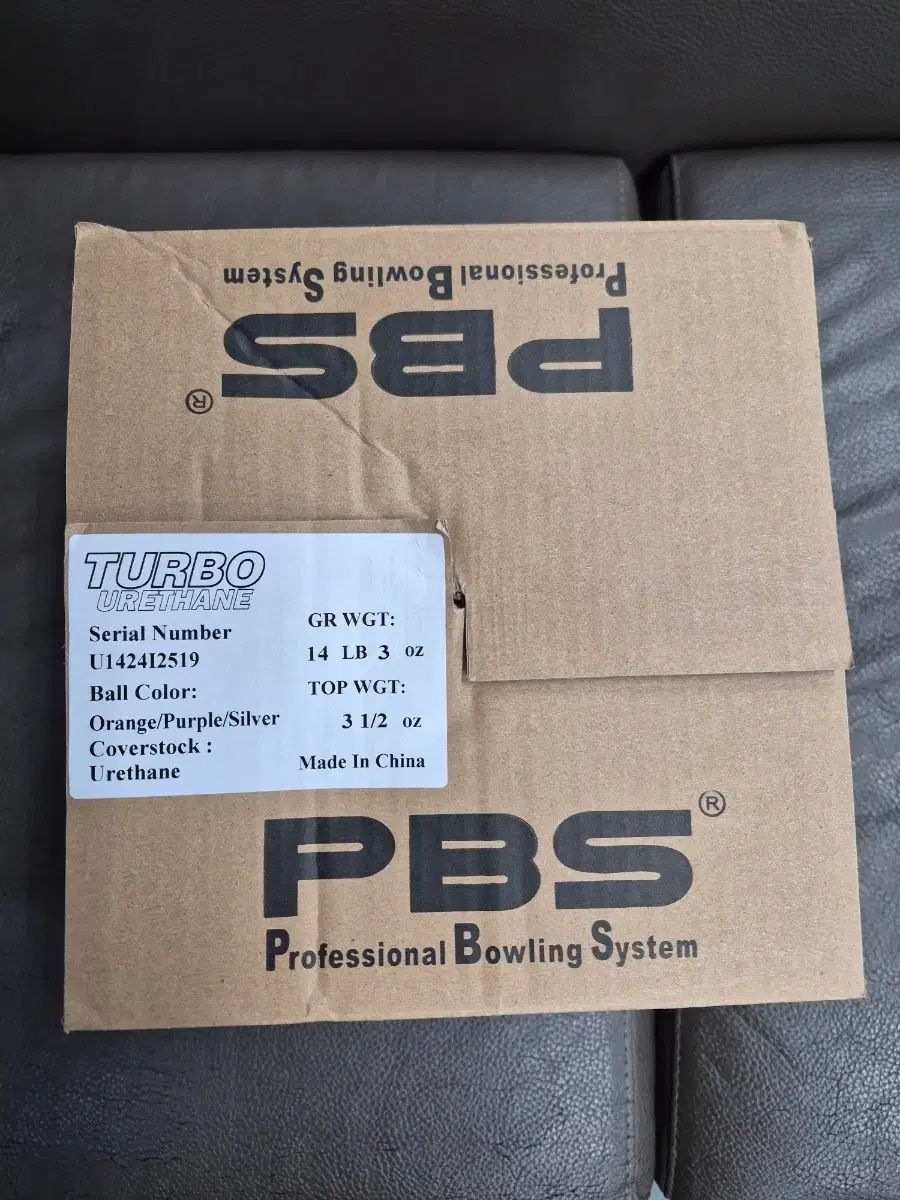 Professional Bowling System
PBS®
TURBO
URETHANE
Serial Number
U1424I2519
Ball Color:
Orange/Purple/Silver
Coverstock :
Urethane
GR WGT:
14 LB 3 oz
TOP WGT:
3 1/2 oz
Made In China
PBS®
Professional Bowling System